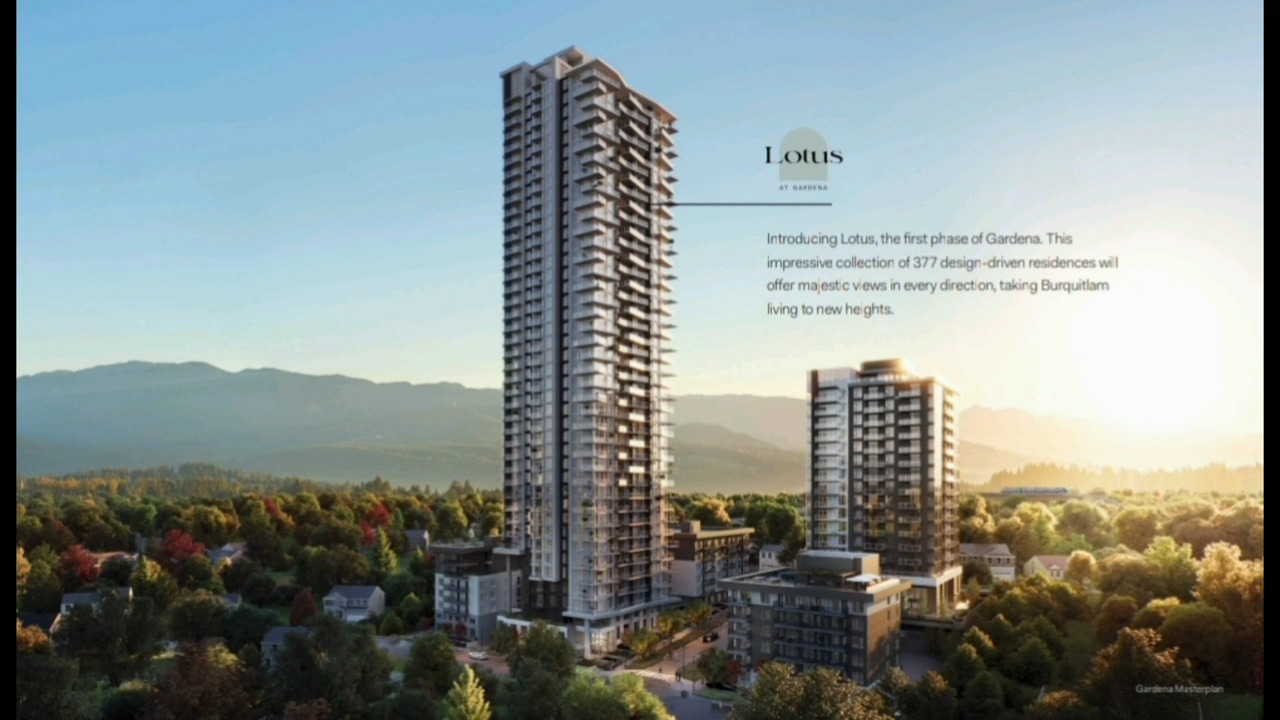 Lotus
AT GARDENA
Introducing Lotus, the first phase of Gardena. This
impressive collection of 377 design-driven residences will
offer majestic views in every direction, taking Burquitlam
living to new heights.
Gardena Masterplan